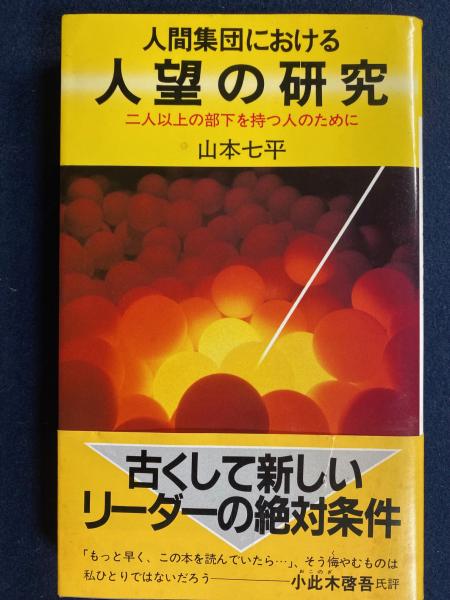 人間集団における
人望の研究
二人以上の部下を持つ人のために
山本七平
古くして新しい
リーダーの絶対条件
「もっと早く、この本を読んでいたら…」、そう悔やむものは
私ひとりではないだろう――――小此木啓吾氏評